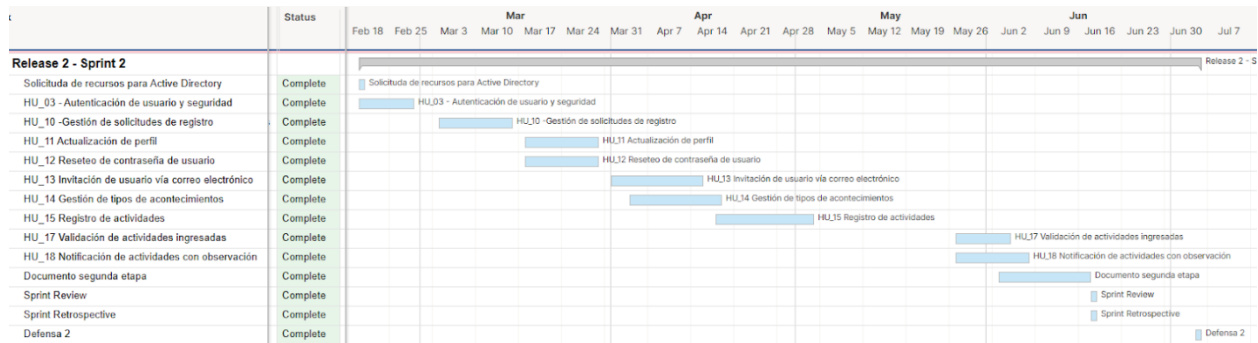 Status Mar Apr May Jun
Feb 18 Feb 25 Mar 3 Mar 10 Mar 17 Mar 24 Mar 31 Apr 7 Apr 14 Apr 21 Apr 28 May 5 May 12 May 19 May 26 Jun 2 Jun 9 Jun 16 Jun 23 Jun 30 Jul 7
Release 2 - Sprint 2 Release 2 - S
Solicituda de recursos para Active Directory Complete Solicituda de recursos para Active Directory
HU_03 - Autenticación de usuario y seguridad Complete HU_03 - Autenticación de usuario y seguridad
HU_10 -Gestión de solicitudes de registro Complete HU_10 -Gestión de solicitudes de registro
HU_11 Actualización de perfil Complete HU_11 Actualización de perfil
HU_12 Reseteo de contraseña de usuario Complete HU_12 Reseteo de contraseña de usuario
HU_13 Invitación de usuario vía correo electrónico Complete HU_13 Invitación de usuario vía correo electrónico
HU_14 Gestión de tipos de acontecimientos Complete HU_14 Gestión de tipos de acontecimientos
HU_15 Registro de actividades Complete HU_15 Registro de actividades
HU_17 Validación de actividades ingresadas Complete HU_17 Validación de actividades ingresadas
HU_18 Notificación de actividades con observación Complete HU_18 Notificación de actividades con observación
Documento segunda etapa Complete Documento segunda etapa
Sprint Review Complete Sprint Review
Sprint Retrospective Complete Sprint Retrospective
Defensa 2 Complete Defensa 2